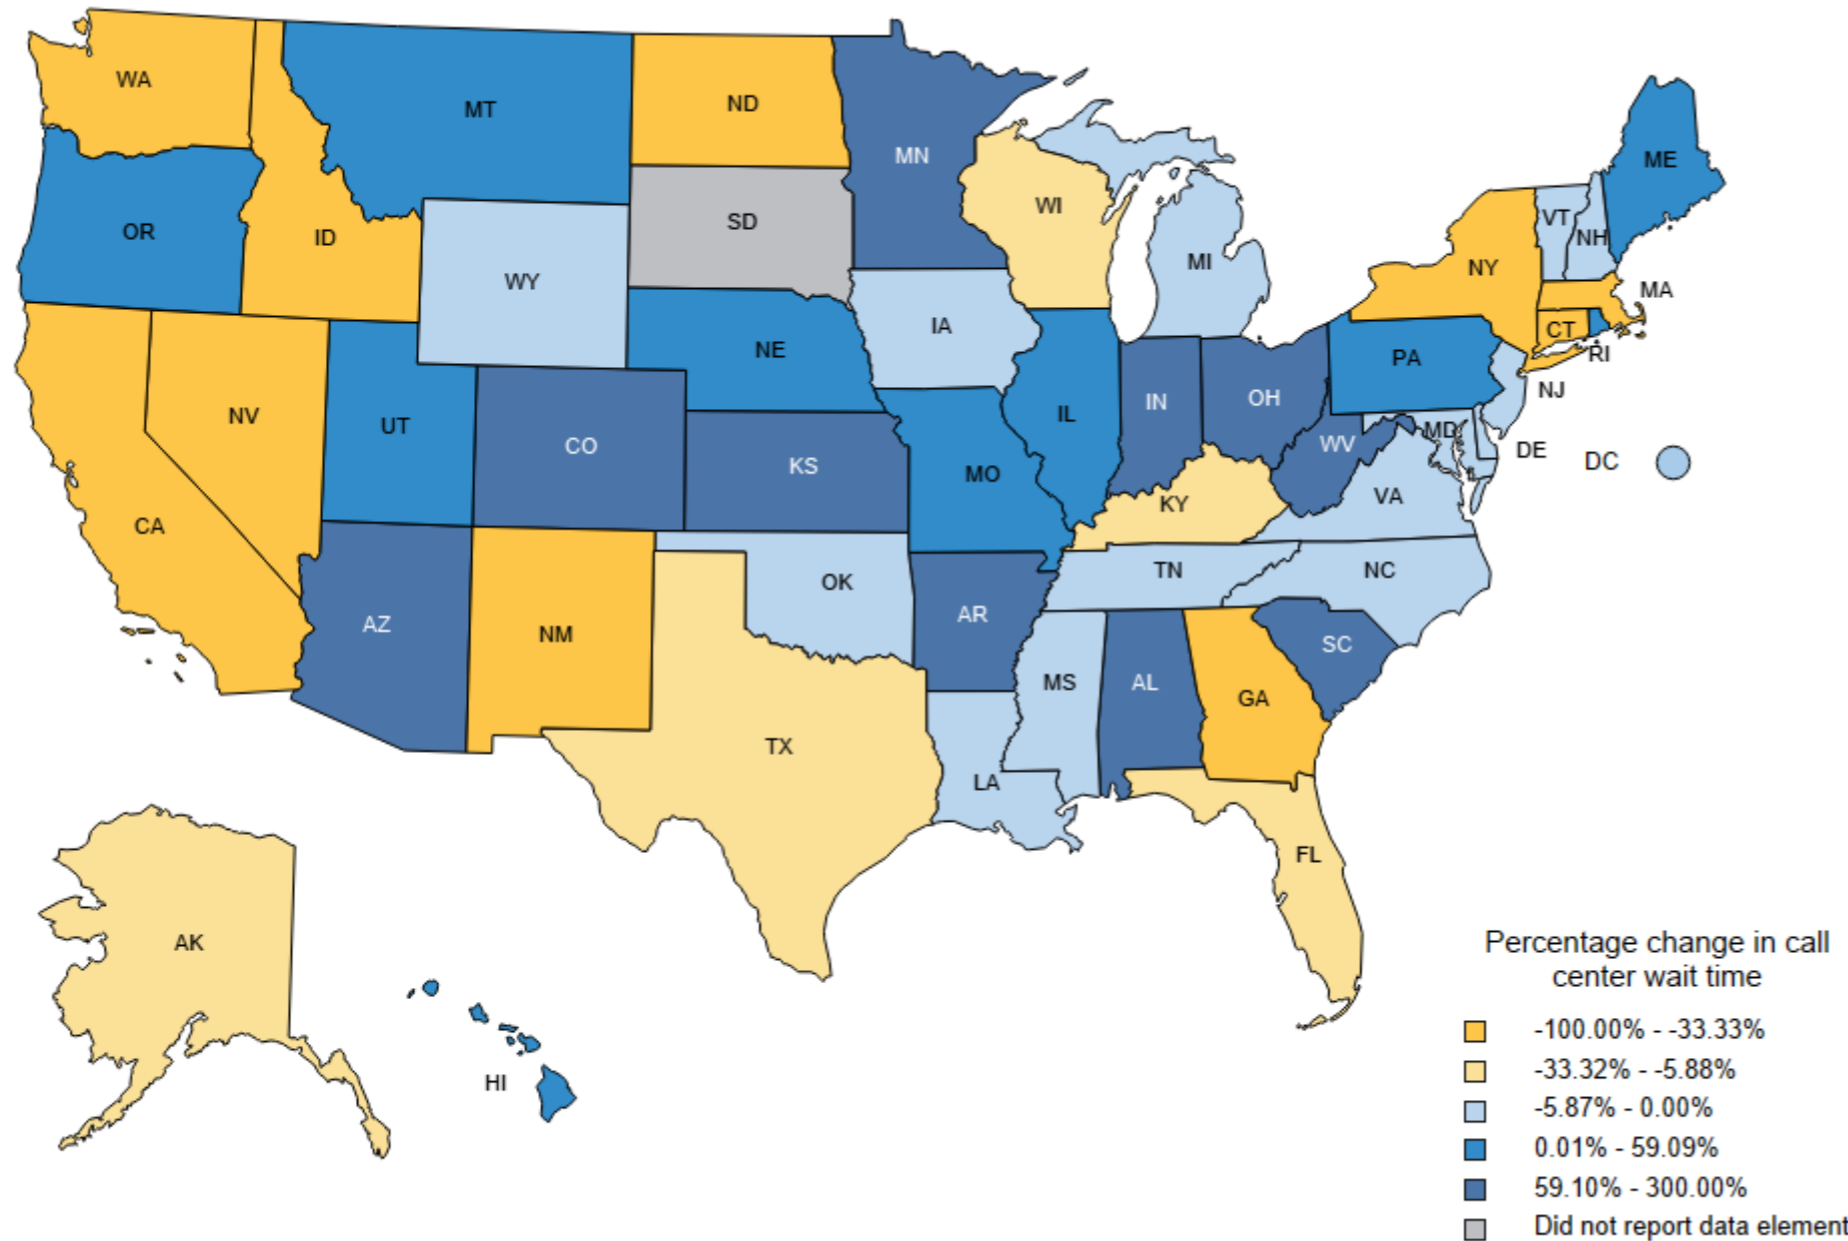 WA
MT
ND
MN
ME
OR
ID
SD
WI
VT
NH
WY
MI
NY
MA
IA
CT
RI
NE
PA
NJ
NV
UT
CO
KS
IL
IN
OH
WV
MD
DE
DC
MO
KY
VA
CA
AZ
NM
OK
AR
TN
NC
SC
MS
AL
GA
TX
LA
FL
AK
HI
Percentage change in call
center wait time
-100.00% - -33.33%
-33.32% - -5.88%
-5.87% - 0.00%
0.01% - 59.09%
59.10% - 300.00%
Did not report data element